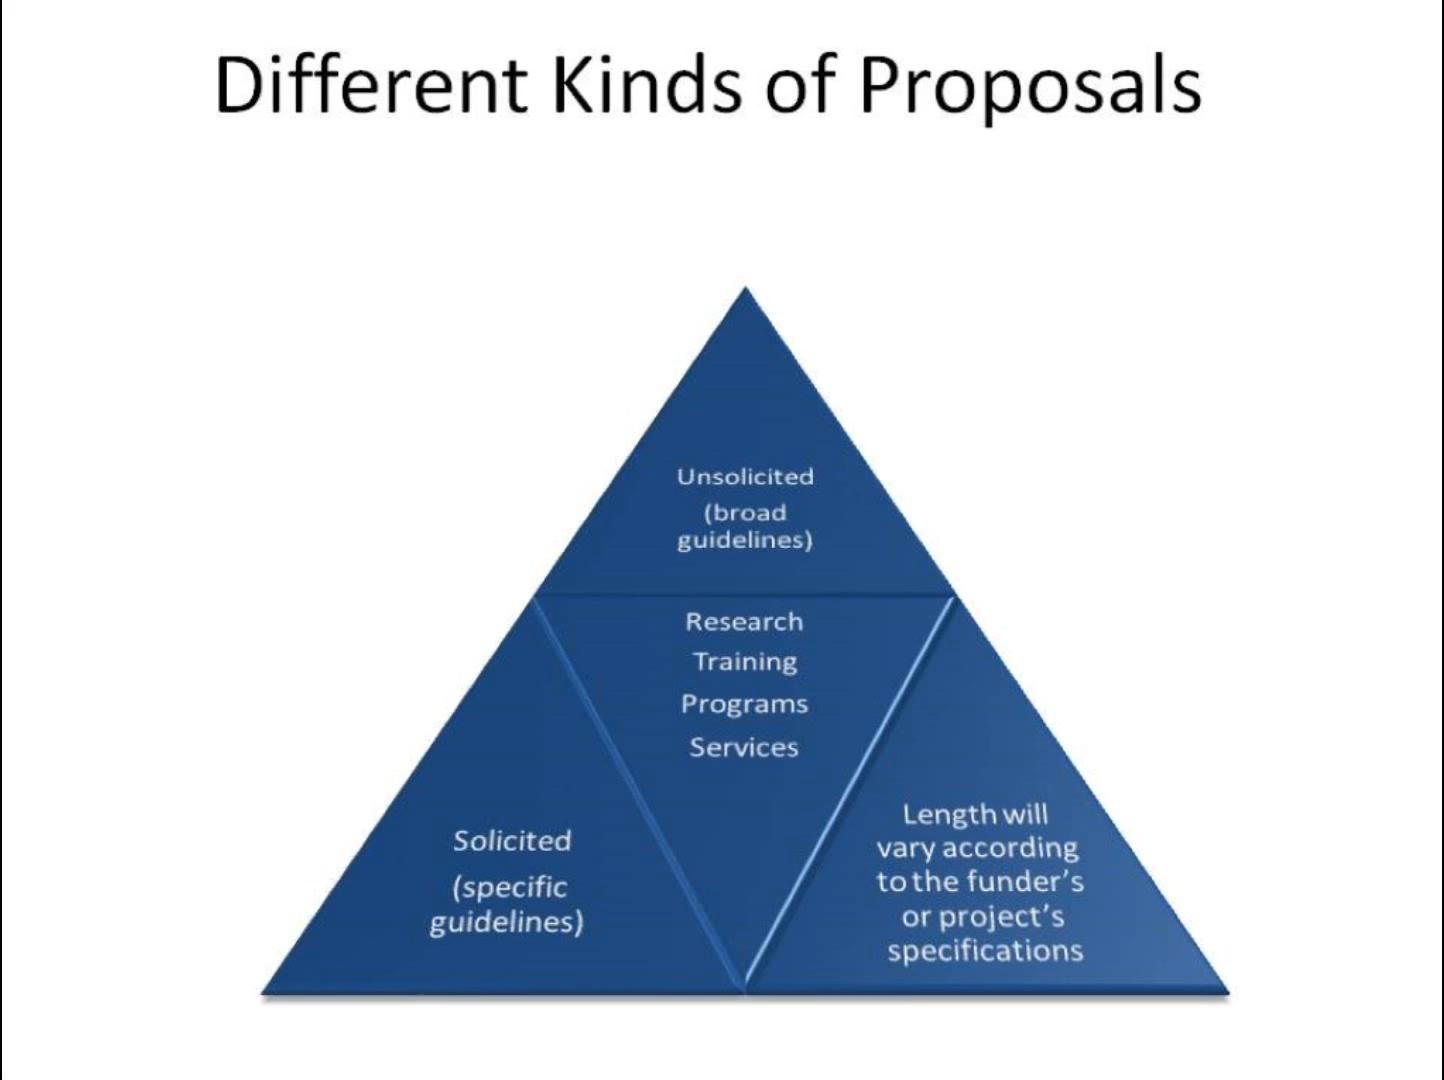 Different Kinds of Proposals
Unsolicited
(broad
guidelines)
Research
Training
Programs
Services
Solicited
(specific
guidelines)
Length will
vary according
to the funder’s
or project’s
specifications